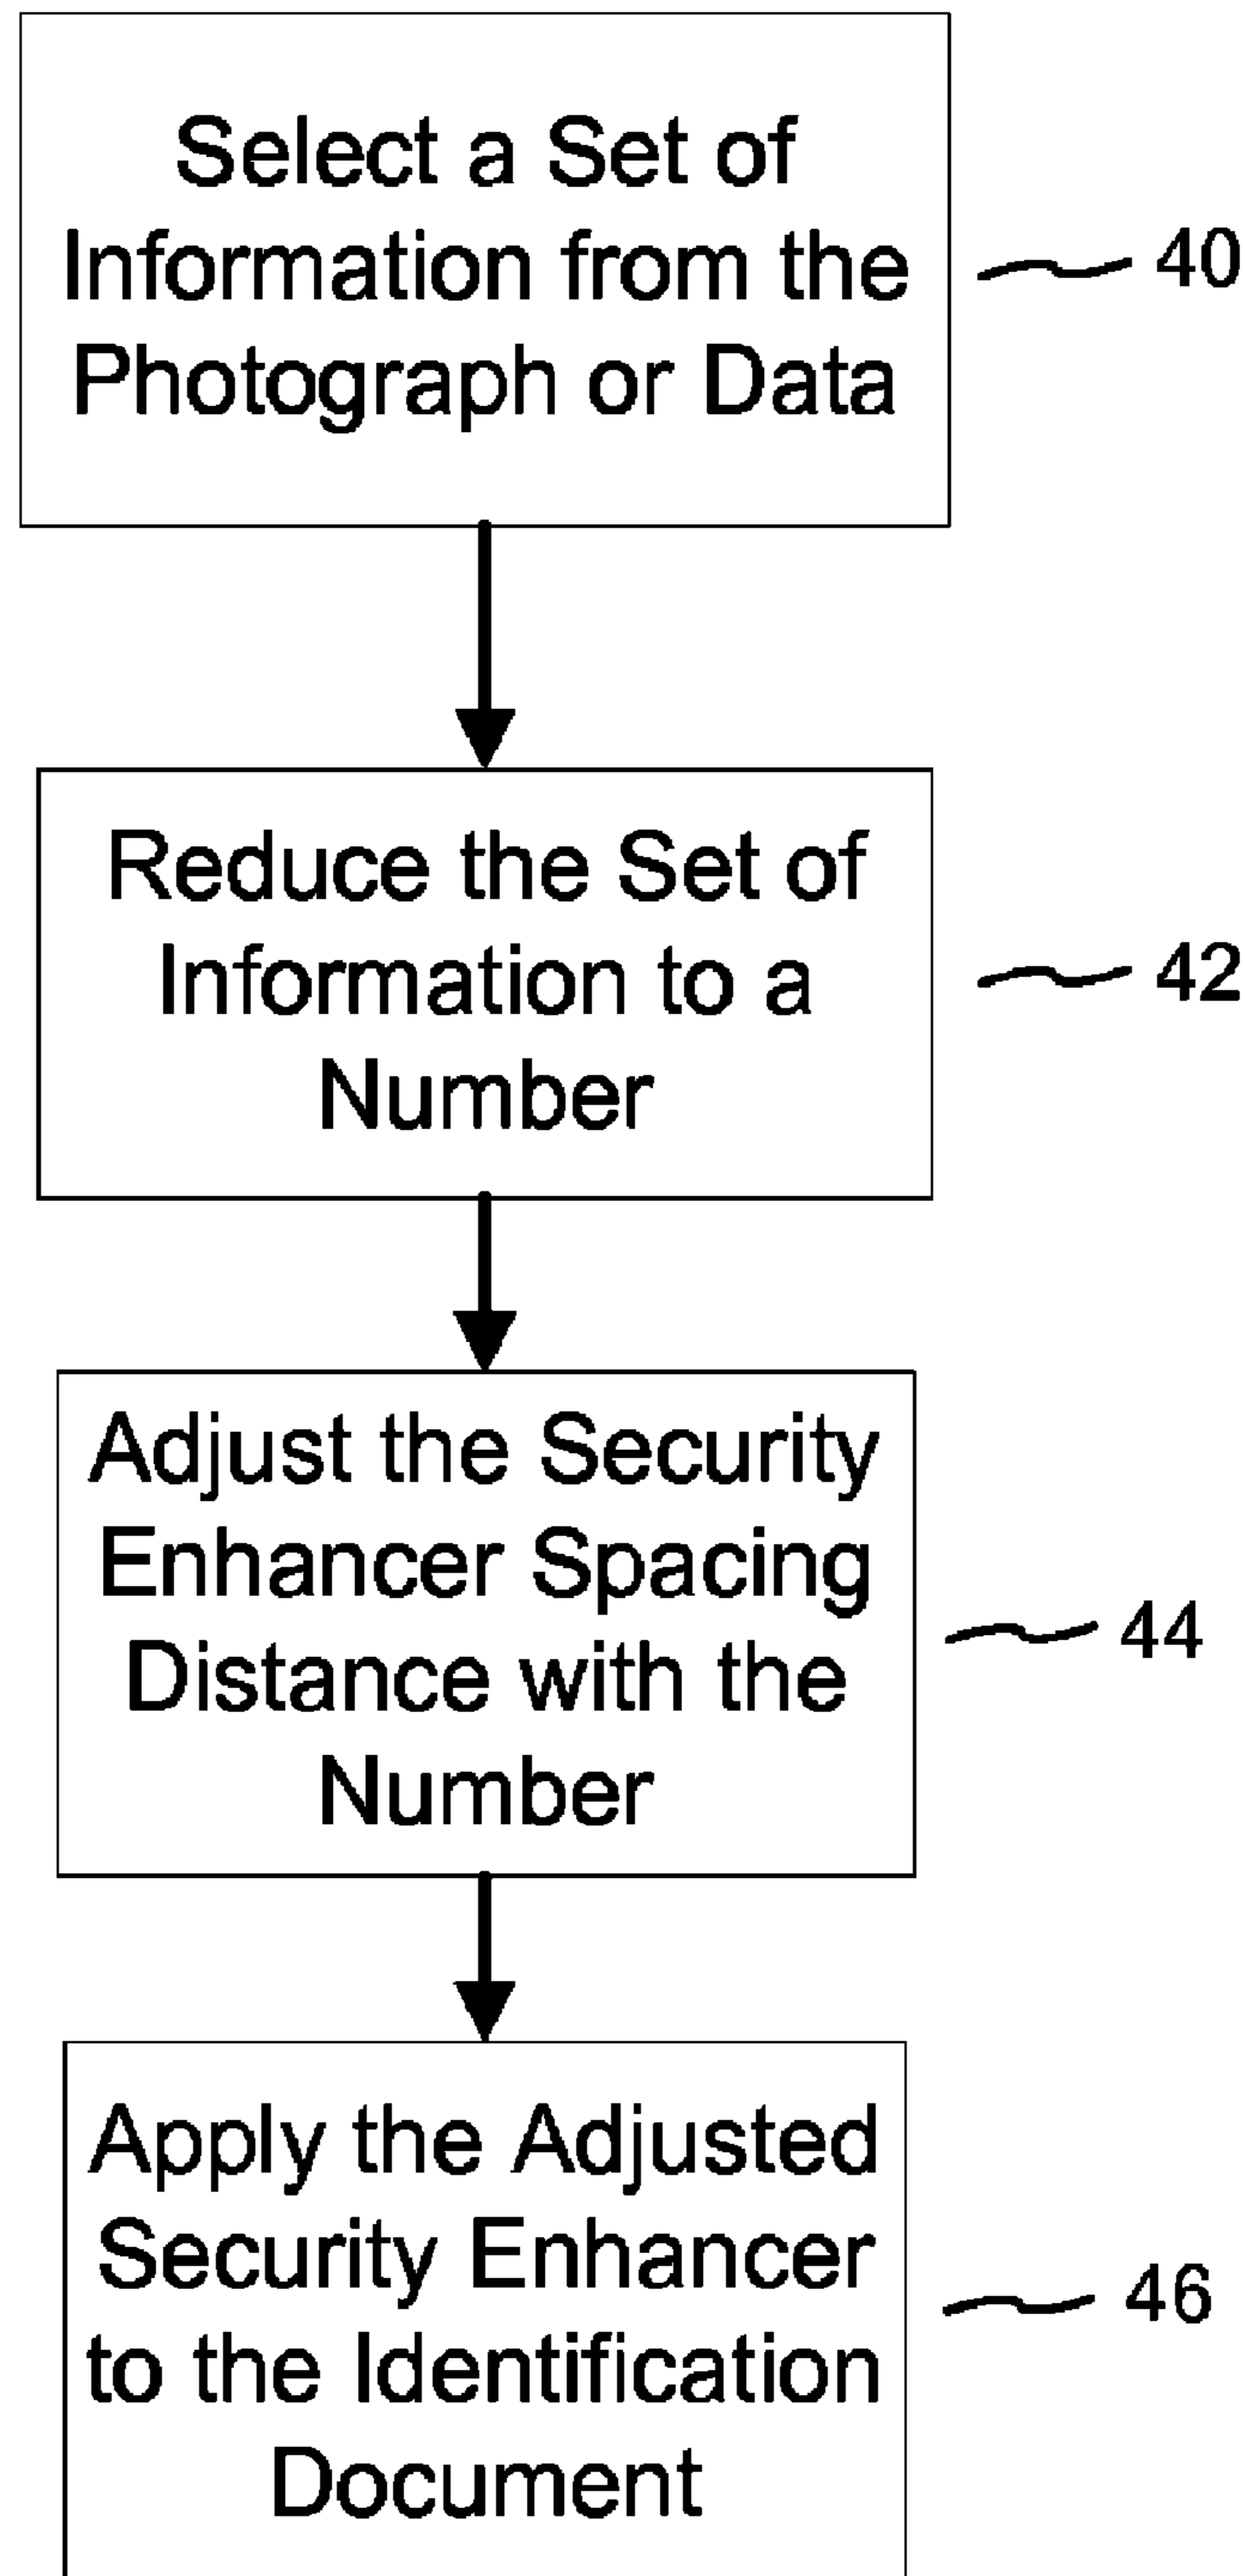 Select a Set of
Information from the
Photograph or Data
40
Reduce the Set of
Information to a
Number
42
Adjust the Security
Enhancer Spacing
Distance with the
Number
44
Apply the Adjusted
Security Enhancer
to the Identification
Document
46